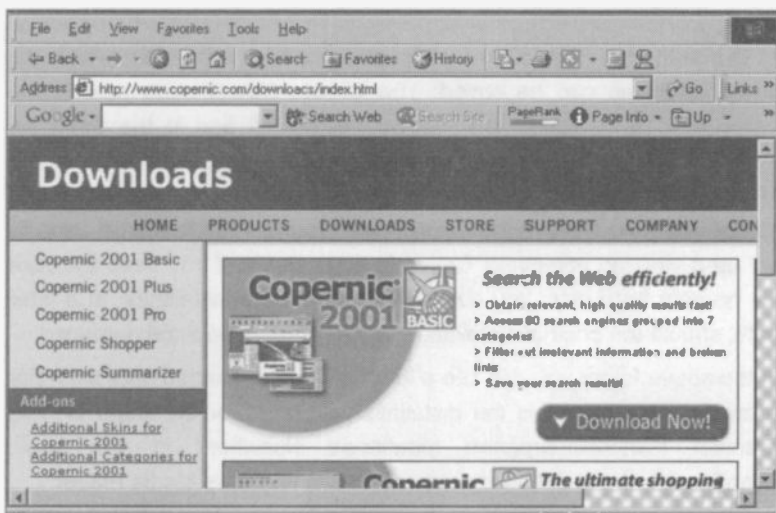 File Edit View Favorites Tools Help
Back Search Favorites History
Address http://www.copernic.com/downloacs/index.html Go Links »
Google Search Web Search Site PageRank Page Info Up »
Downloads
HOME PRODUCTS DOWNLOADS STORE SUPPORT COMPANY CON
Copernic 2001 Basic
Copernic 2001 Plus
Copernic 2001 Pro
Copernic Shopper
Copernic Summarizer
Add-ons
Additional Skins for
Copernic 2001
Additional Categories for
Copernic 2001
Copernic
2001
BASIC
Search the Web efficiently!
> Obtain relevant, high quality results fast!
> Access 80 search engines grouped into 7
categories
> Filter out irrelevant information and broken
links
> Save your search results!
Download Now!
Copernic
The ultimate shopping